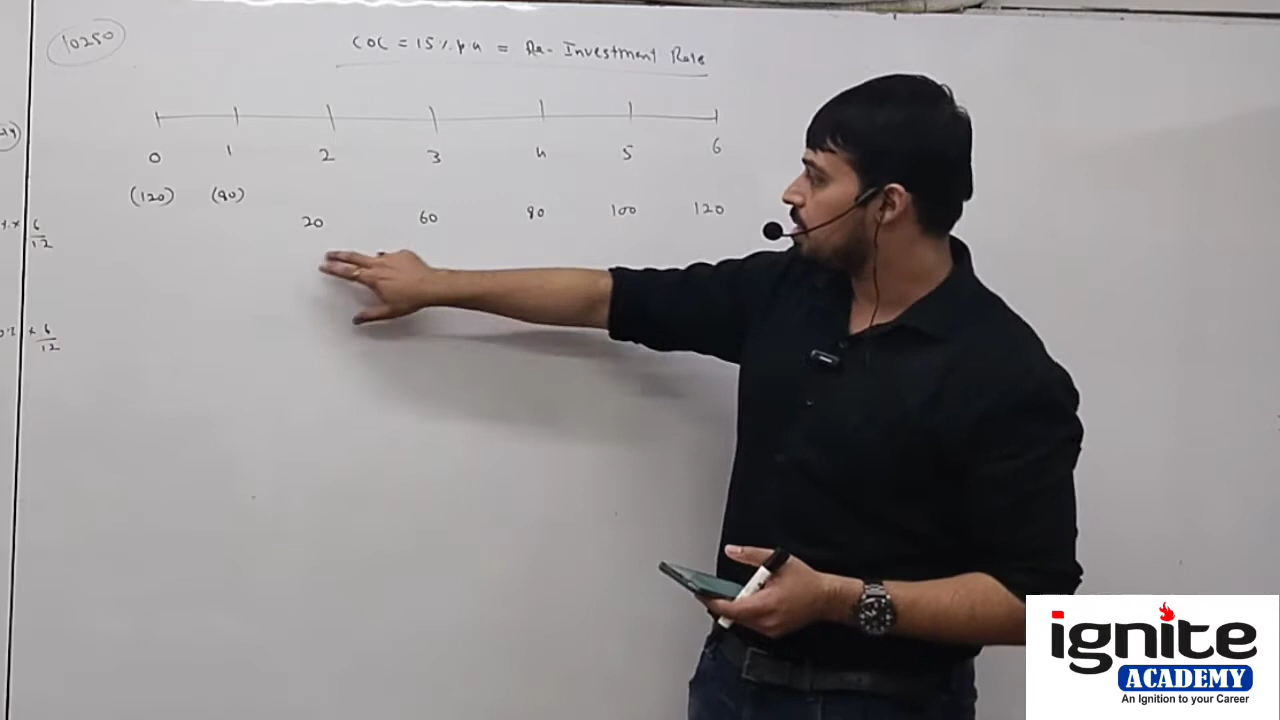 10250
COC = 15% p.a = Re-Investment Rate
0 1 2 3 4 5 6
(120) (80)
20 60 80 100 120
6
12
x 6
12
ignite
ACADEMY
An Ignition to your Career